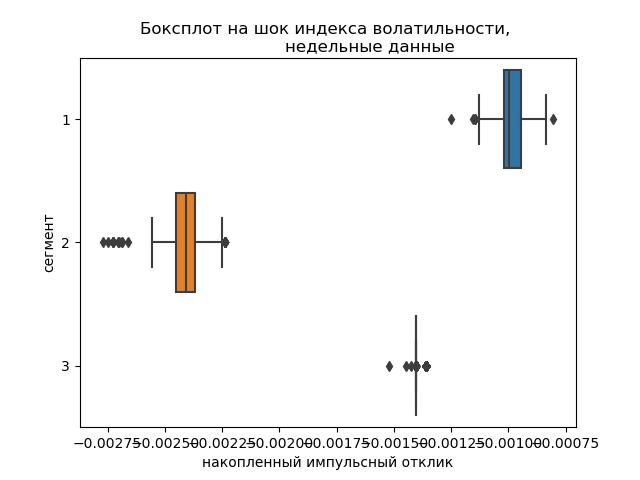 Боксплот на шок индекса волатильности,
недельные данные
1
2
3
сегмент
−0.00275 −0.00250 −0.00225 −0.00200 −0.00175 −0.00150 −0.00125 −0.00100 −0.00075
накопленный импульсный отклик